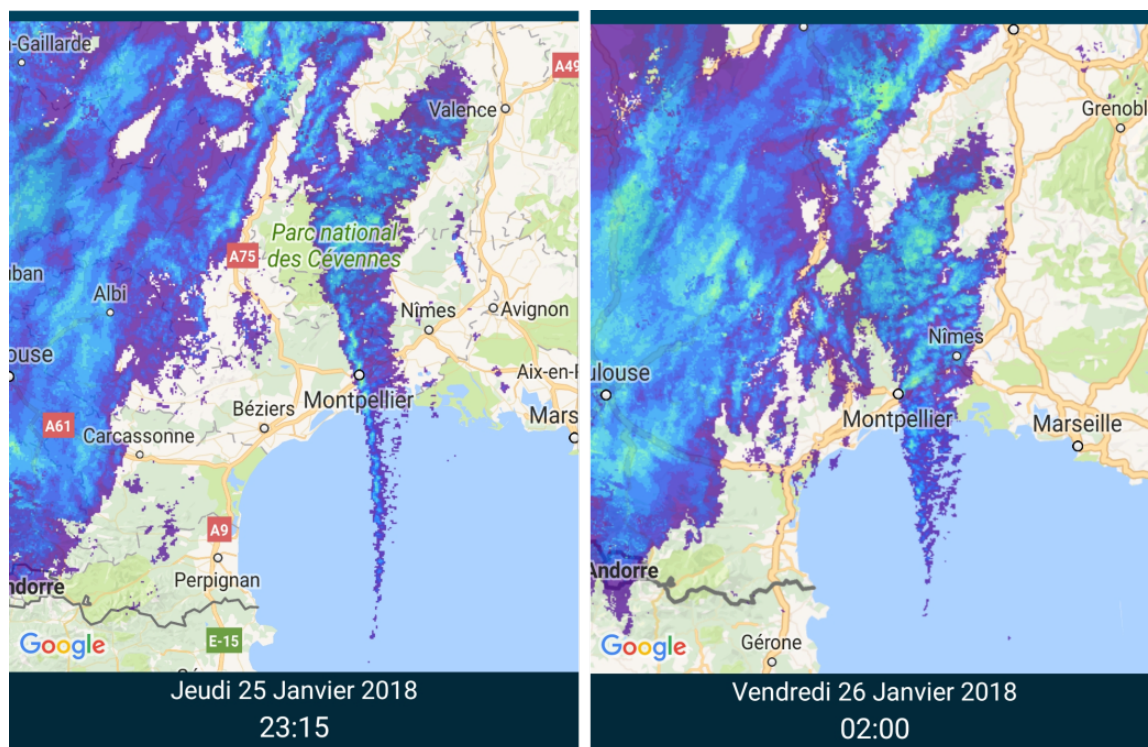 n-Gaillarde
A49
Valence
Parc national
des Cévennes
A75
uban
Albi
Nîmes
Avignon
ouse
Aix-en-P
Montpellier
Béziers
Mars
A61
Carcassonne
A9
Perpignan
ndorre
Google
E-15
Jeudi 25 Janvier 2018
23:15
Grenobl
Nîmes
ulouse
Montpellier
Marseille
Andorre
Gérone
Google
Vendredi 26 Janvier 2018
02:00